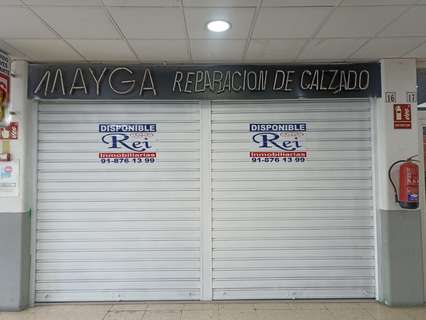 MAYGA REPARACION DE CALZADO
16 17
DISPONIBLE
Rei
Inmobiliarias
91-876 13 99
DISPONIBLE
Rei
Inmobiliarias
91-876 13 99